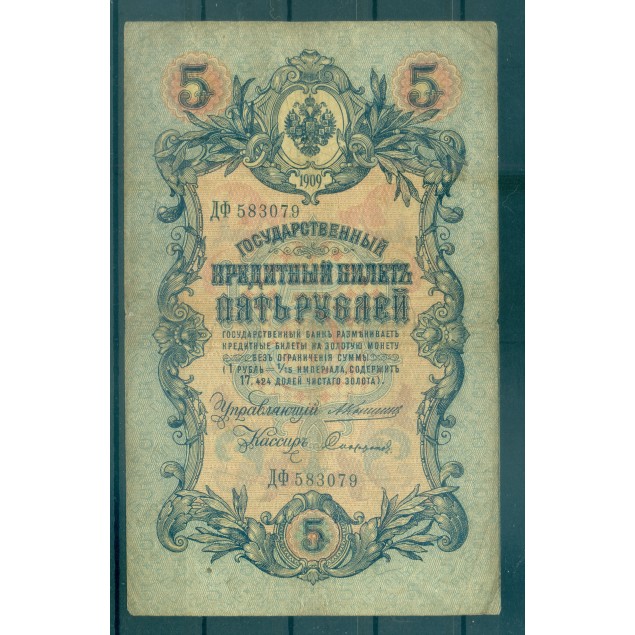 5 5
1909
ДФ 583079
ГОСУДАРСТВЕННЫЙ
КРЕДИТНЫЙ БИЛЕТЪ
ПЯТЬ РУБЛЕЙ
ГОСУДАРСТВЕННЫЙ БАНКЪ РАЗМѢНИВАЕТЪ
КРЕДИТНЫЕ БИЛЕТЫ НА ЗОЛОТУЮ МОНЕТУ
БЕЗЪ ОГРАНИЧЕНІЯ СУММЫ
(1 РУБЛЬ = 1/15 ИМПЕРІАЛА, СОДЕРЖИТЪ
17,424 ДОЛЕЙ ЧИСТАГО ЗОЛОТА).
Управляющій
Кассиръ
ДФ 583079
5